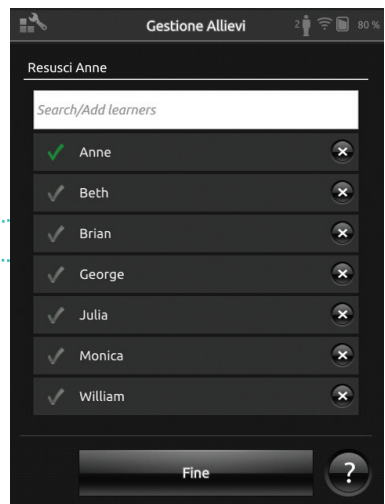 Gestione Allievi 2 80 %
Resusci Anne
Search/Add learners
Anne
Beth
Brian
George
Julia
Monica
William
Fine
?